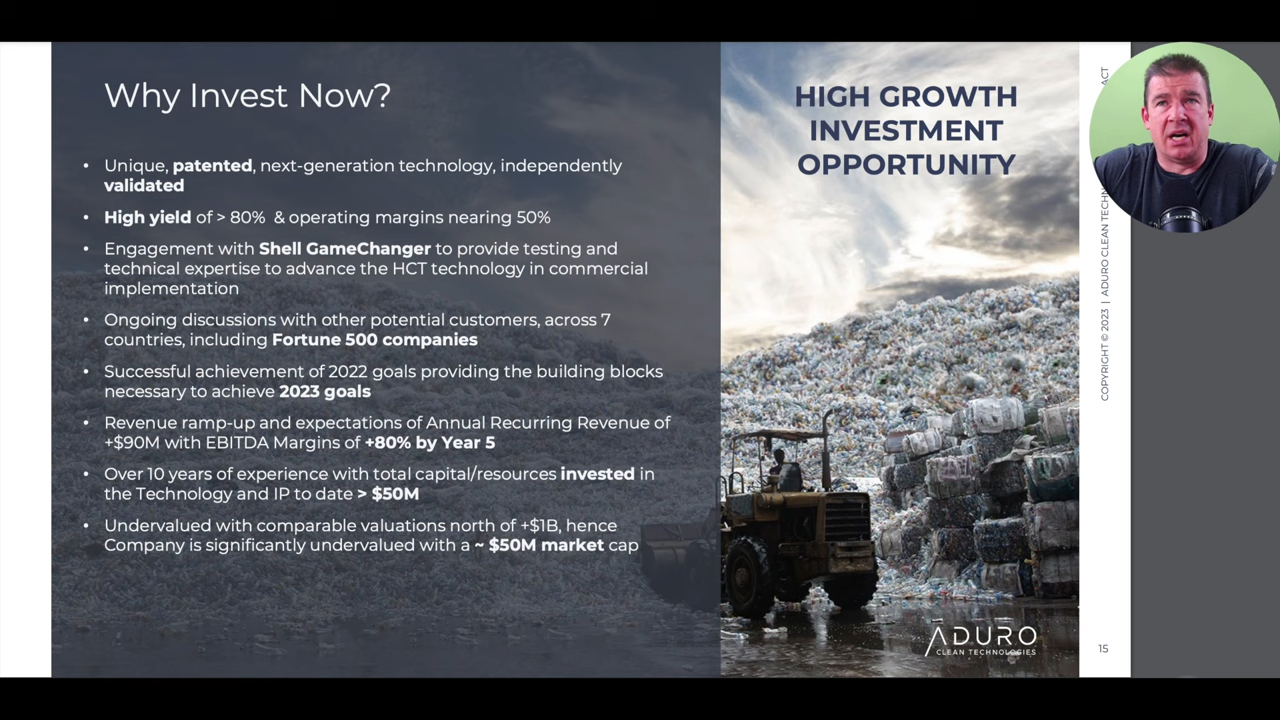 Why Invest Now?
• Unique, patented, next-generation technology, independently
validated
• High yield of > 80% & operating margins nearing 50%
• Engagement with Shell GameChanger to provide testing and
technical expertise to advance the HCT technology in commercial
implementation
• Ongoing discussions with other potential customers, across 7
countries, including Fortune 500 companies
• Successful achievement of 2022 goals providing the building blocks
necessary to achieve 2023 goals
• Revenue ramp-up and expectations of Annual Recurring Revenue of
+$90M with EBITDA Margins of +80% by Year 5
• Over 10 years of experience with total capital/resources invested in
the Technology and IP to date > $50M
• Undervalued with comparable valuations north of +$1B, hence
Company is significantly undervalued with a ~ $50M market cap
HIGH GROWTH
INVESTMENT
OPPORTUNITY
ADURO
CLEAN TECHNOLOGIES
COPYRIGHT © 2023 | ADURO CLEAN
15